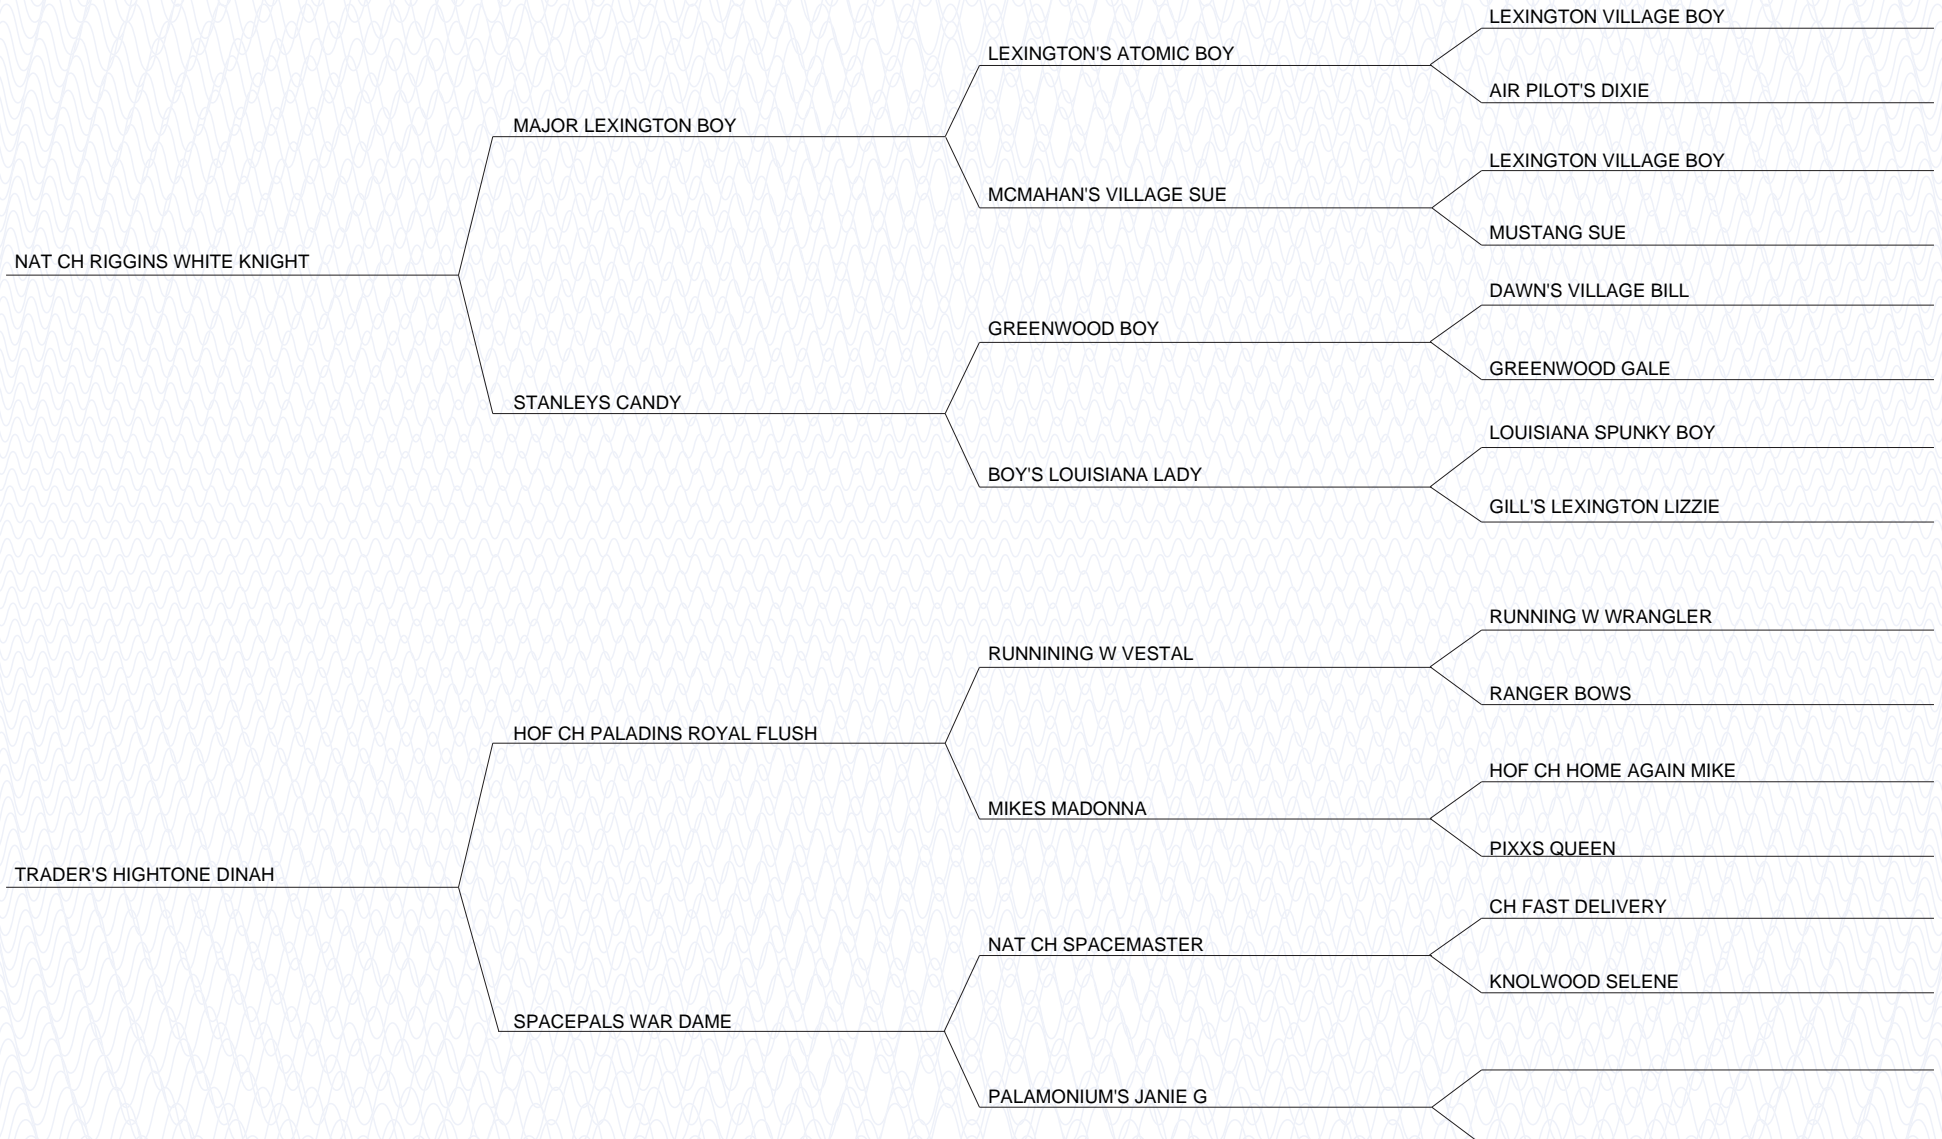 LEXINGTON VILLAGE BOY
LEXINGTON'S ATOMIC BOY
AIR PILOT'S DIXIE
MAJOR LEXINGTON BOY
LEXINGTON VILLAGE BOY
MCMAHAN'S VILLAGE SUE
MUSTANG SUE
NAT CH RIGGINS WHITE KNIGHT
DAWN'S VILLAGE BILL
GREENWOOD BOY
GREENWOOD GALE
STANLEYS CANDY
LOUISIANA SPUNKY BOY
BOY'S LOUISIANA LADY
GILL'S LEXINGTON LIZZIE
RUNNING W WRANGLER
RUNNINING W VESTAL
RANGER BOWS
HOF CH PALADINS ROYAL FLUSH
HOF CH HOME AGAIN MIKE
MIKES MADONNA
PIXXS QUEEN
TRADER'S HIGHTONE DINAH
CH FAST DELIVERY
NAT CH SPACEMASTER
KNOLWOOD SELENE
SPACEPALS WAR DAME
PALAMONIUM'S JANIE G